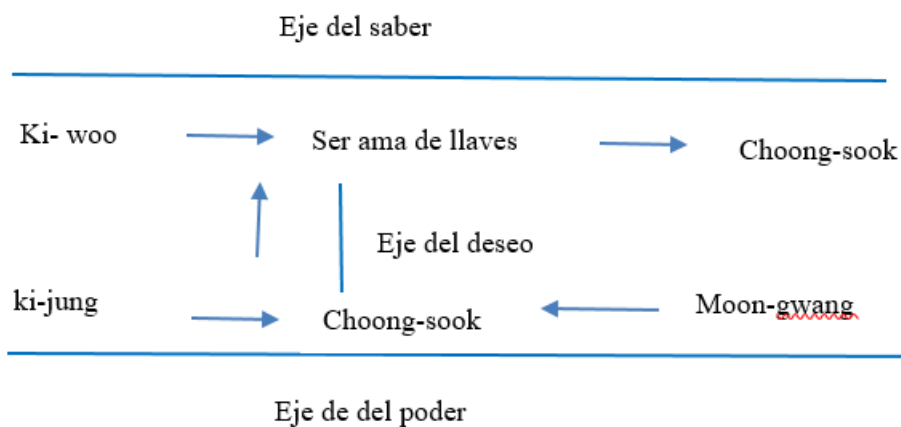 Eje del saber
Ki- woo
Ser ama de llaves
Choong-sook
Eje del deseo
ki-jung
Choong-sook
Moon-gwang
Eje de del poder